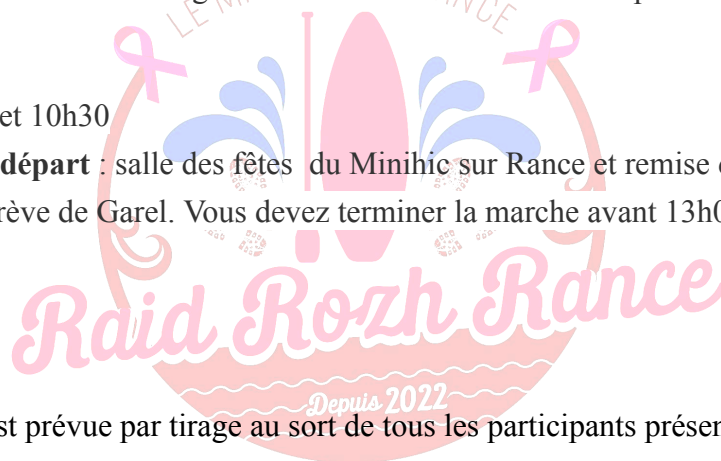 et 10h30
départ : salle des fêtes du Minihic sur Rance et remise
rève de Garel. Vous devez terminer la marche avant 13h0
Raid Rozh Rance
Depuis 2022
st prévue par tirage au sort de tous les participants présen